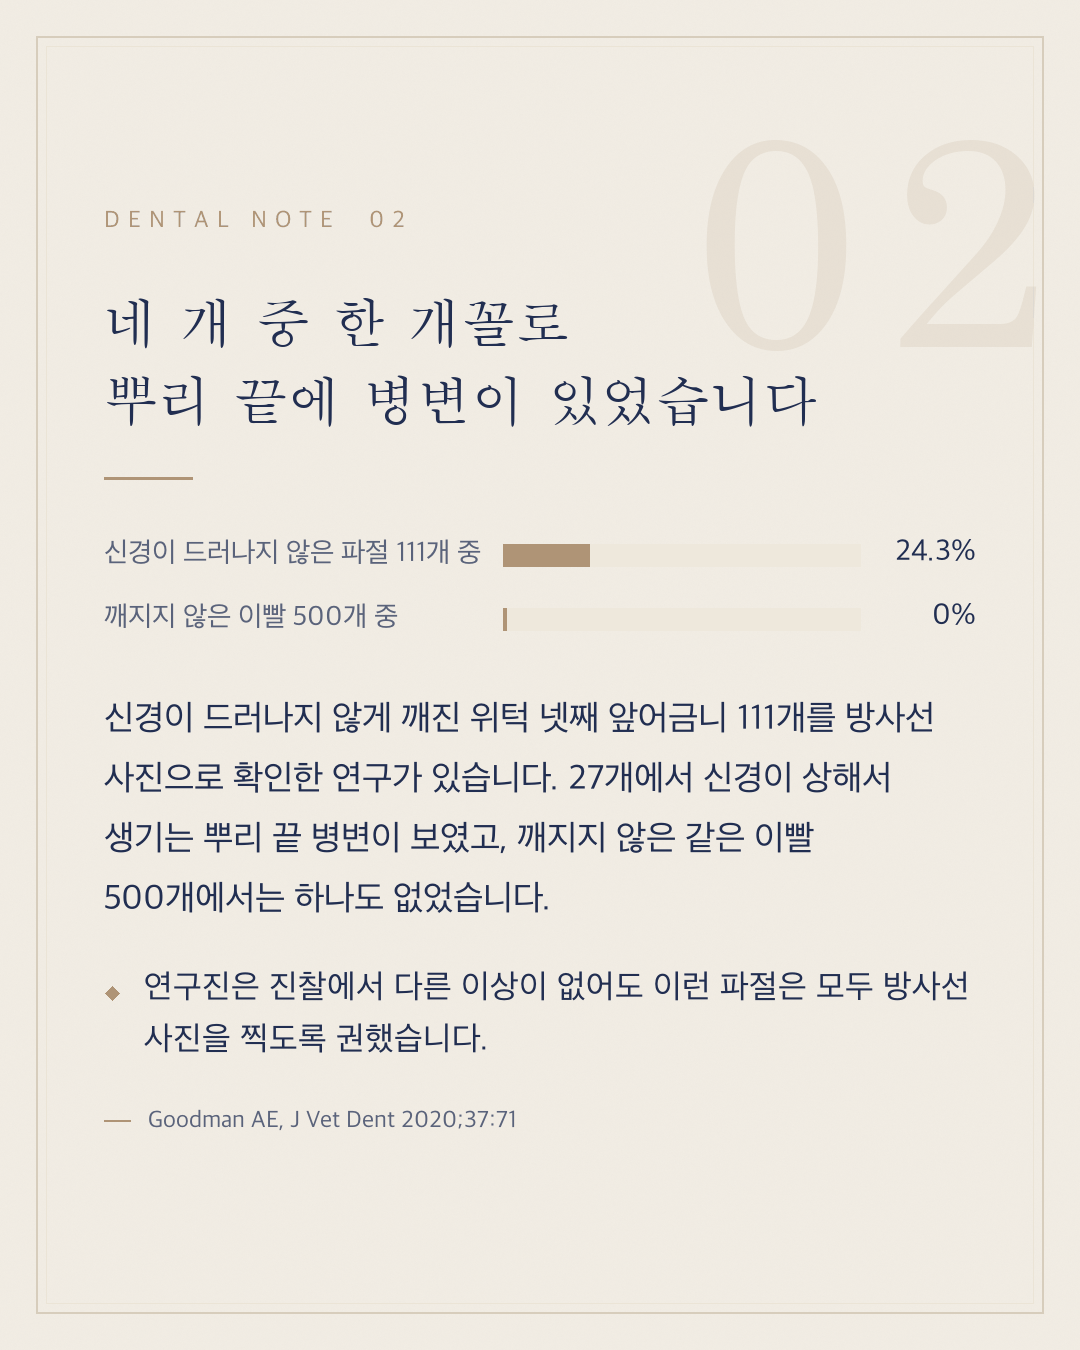 02
DENTAL NOTE 02
네 개 중 한 개꼴로
뿌리 끝에 병변이 있었습니다
신경이 드러나지 않은 파절 111개 중 24.3%
깨지지 않은 이빨 500개 중 0%
신경이 드러나지 않게 깨진 위턱 넷째 앞어금니 111개를 방사선
사진으로 확인한 연구가 있습니다. 27개에서 신경이 상해서
생기는 뿌리 끝 병변이 보였고, 깨지지 않은 같은 이빨
500개에서는 하나도 없었습니다.
연구진은 진찰에서 다른 이상이 없어도 이런 파절은 모두 방사선
사진을 찍도록 권했습니다.
— Goodman AE, J Vet Dent 2020;37:71